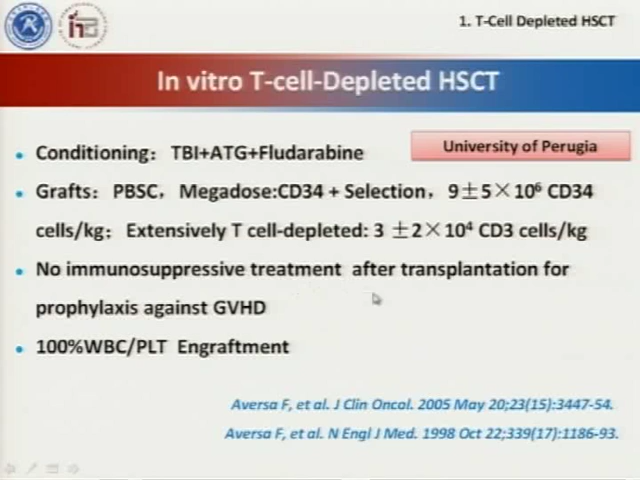 1. T-Cell Depleted HSCT
In vitro T-cell-Depleted HSCT
University of Perugia
• Conditioning： TBI+ATG+Fludarabine
• Grafts： PBSC， Megadose:CD34 + Selection， 9±5×10⁶ CD34
cells/kg； Extensively T cell-depleted: 3 ±2×10⁴ CD3 cells/kg
• No immunosuppressive treatment after transplantation for
prophylaxis against GVHD
• 100%WBC/PLT Engraftment
Aversa F, et al. J Clin Oncol. 2005 May 20;23(15):3447-54.
Aversa F, et al. N Engl J Med. 1998 Oct 22;339(17):1186-93.